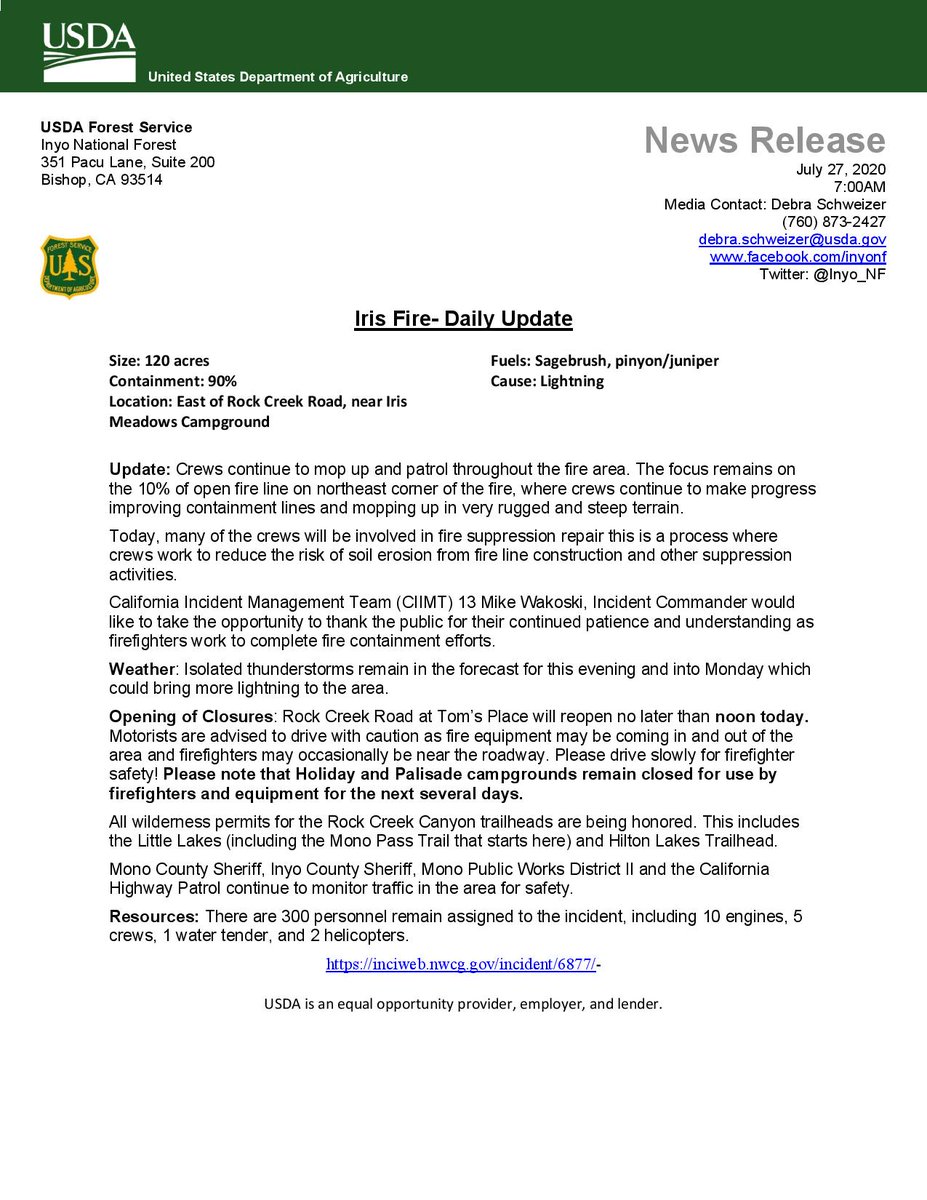 USDA
United States Department of Agriculture
USDA Forest Service
Inyo National Forest
351 Pacu Lane, Suite 200
Bishop, CA 93514
News Release
July 27, 2020
7:00AM
Media Contact: Debra Schweizer
(760) 873-2427
debra.schweizer@usda.gov
www.facebook.com/inyonf
Twitter: @Inyo_NF
FOREST SERVICE
U S
DEPARTMENT OF AGRICULTURE
Iris Fire- Daily Update
Size: 120 acres
Containment: 90%
Location: East of Rock Creek Road, near Iris
Meadows Campground
Fuels: Sagebrush, pinyon/juniper
Cause: Lightning
Update: Crews continue to mop up and patrol throughout the fire area. The focus remains on
the 10% of open fire line on northeast corner of the fire, where crews continue to make progress
improving containment lines and mopping up in very rugged and steep terrain.
Today, many of the crews will be involved in fire suppression repair this is a process where
crews work to reduce the risk of soil erosion from fire line construction and other suppression
activities.
California Incident Management Team (CIIMT) 13 Mike Wakoski, Incident Commander would
like to take the opportunity to thank the public for their continued patience and understanding as
firefighters work to complete fire containment efforts.
Weather: Isolated thunderstorms remain in the forecast for this evening and into Monday which
could bring more lightning to the area.
Opening of Closures: Rock Creek Road at Tom's Place will reopen no later than noon today.
Motorists are advised to drive with caution as fire equipment may be coming in and out of the
area and firefighters may occasionally be near the roadway. Please drive slowly for firefighter
safety! Please note that Holiday and Palisade campgrounds remain closed for use by
firefighters and equipment for the next several days.
All wilderness permits for the Rock Creek Canyon trailheads are being honored. This includes
the Little Lakes (including the Mono Pass Trail that starts here) and Hilton Lakes Trailhead.
Mono County Sheriff, Inyo County Sheriff, Mono Public Works District II and the California
Highway Patrol continue to monitor traffic in the area for safety.
Resources: There are 300 personnel remain assigned to the incident, including 10 engines, 5
crews, 1 water tender, and 2 helicopters.
https://inciweb.nwcg.gov/incident/6877/-
USDA is an equal opportunity provider, employer, and lender.